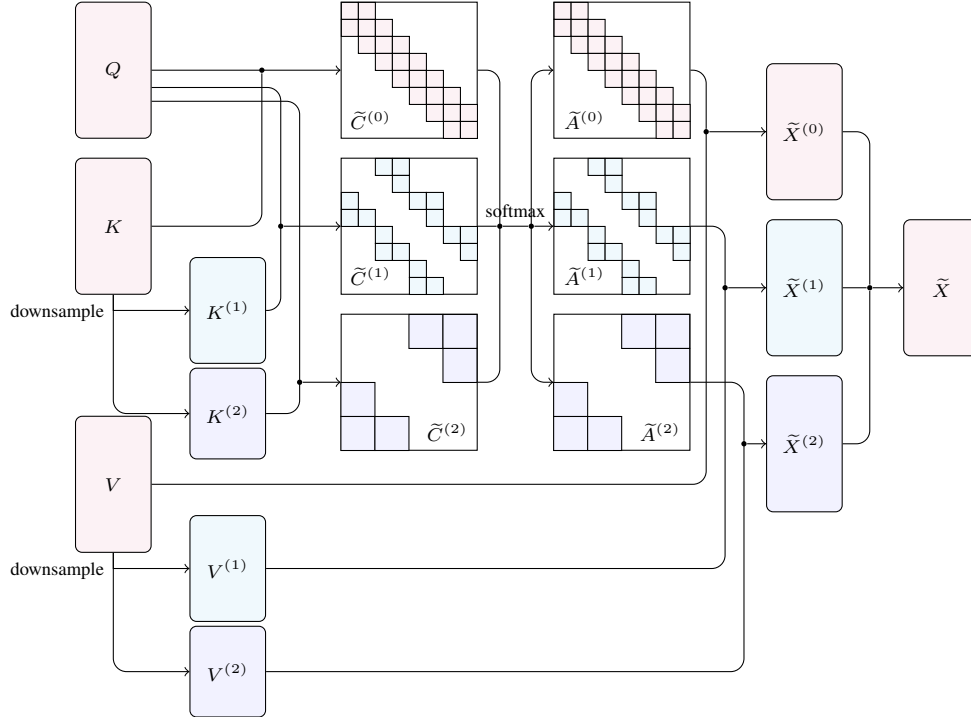 Q
K
downsample
K^(1)
K^(2)
V
downsample
V^(1)
V^(2)
C̃^(0)
C̃^(1)
C̃^(2)
softmax
Ã^(0)
Ã^(1)
Ã^(2)
X̃^(0)
X̃^(1)
X̃^(2)
X̃